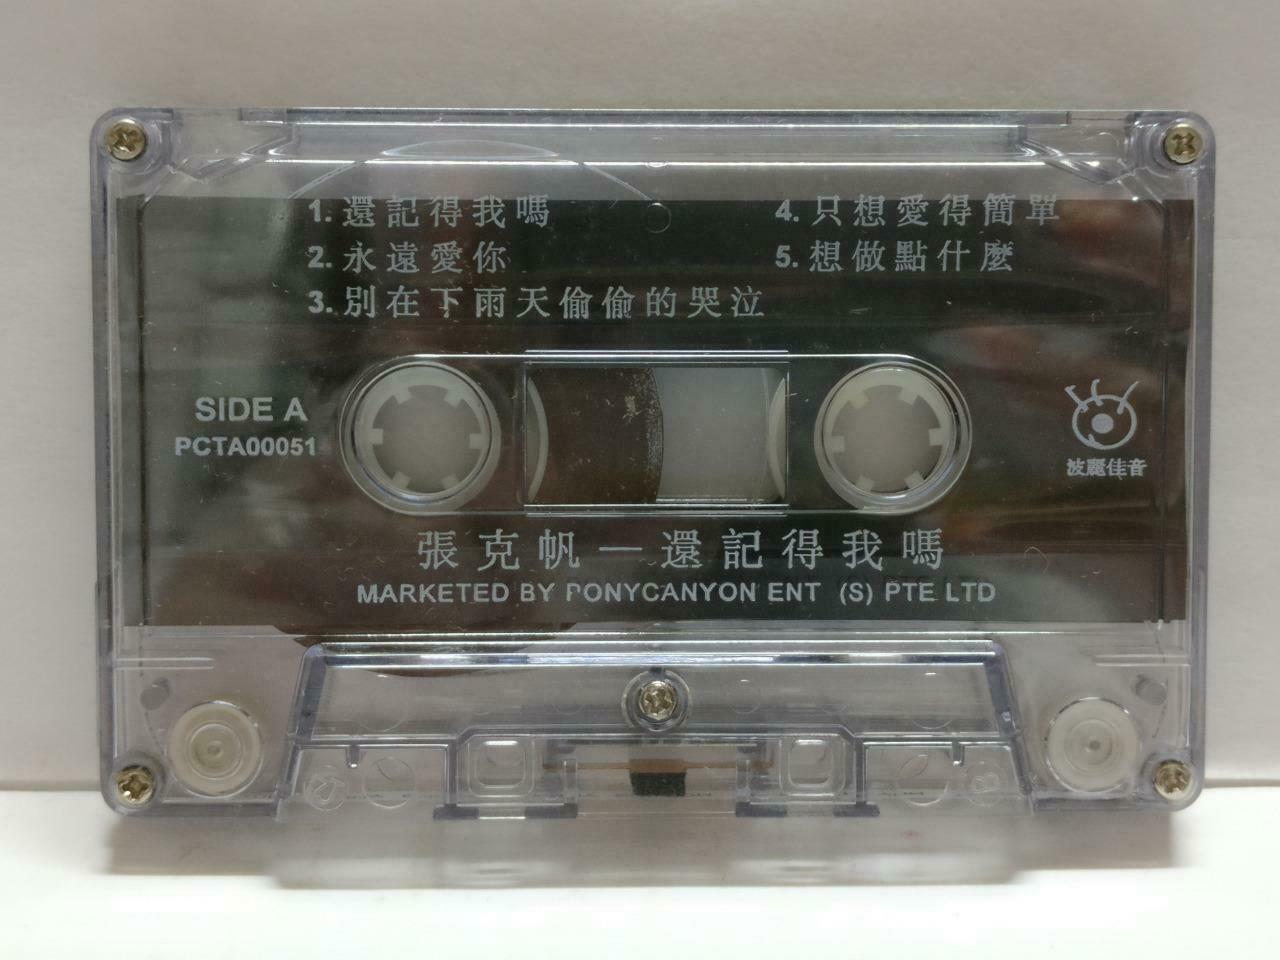 1. 還記得我嗎
2. 永遠愛你
3. 別在下雨天偷偷的哭泣
4. 只想愛得簡單
5. 想做點什麼
SIDE A
PCTA00051
波麗佳音
張克帆—還記得我嗎
MARKETED BY PONYCANYON ENT (S) PTE LTD